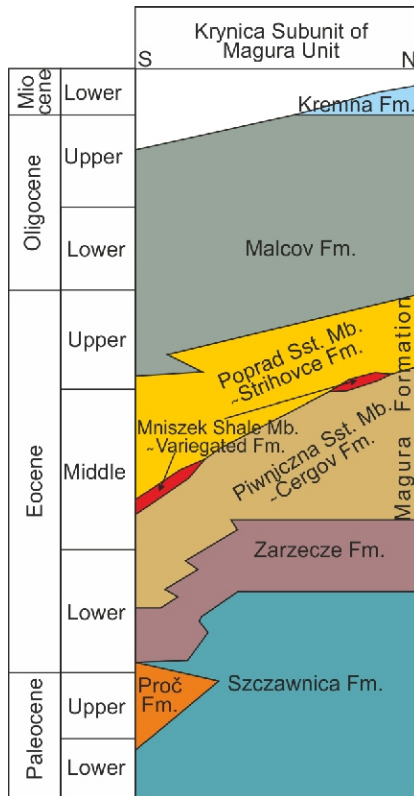 Krynica Subunit of
Magura Unit
S
N
Miocene
Lower
Kremna Fm.
Oligocene
Upper
Lower
Malcov Fm.
Eocene
Upper
Middle
Lower
Poprad Sst. Mb.
~Strihovce Fm.
Mniszek Shale Mb.
~Variegated Fm.
Piwniczna Sst. Mb.
~Čergov Fm.
Magura Formation
Zarzecze Fm.
Paleocene
Upper
Lower
Proč
Fm.
Szczawnica Fm.